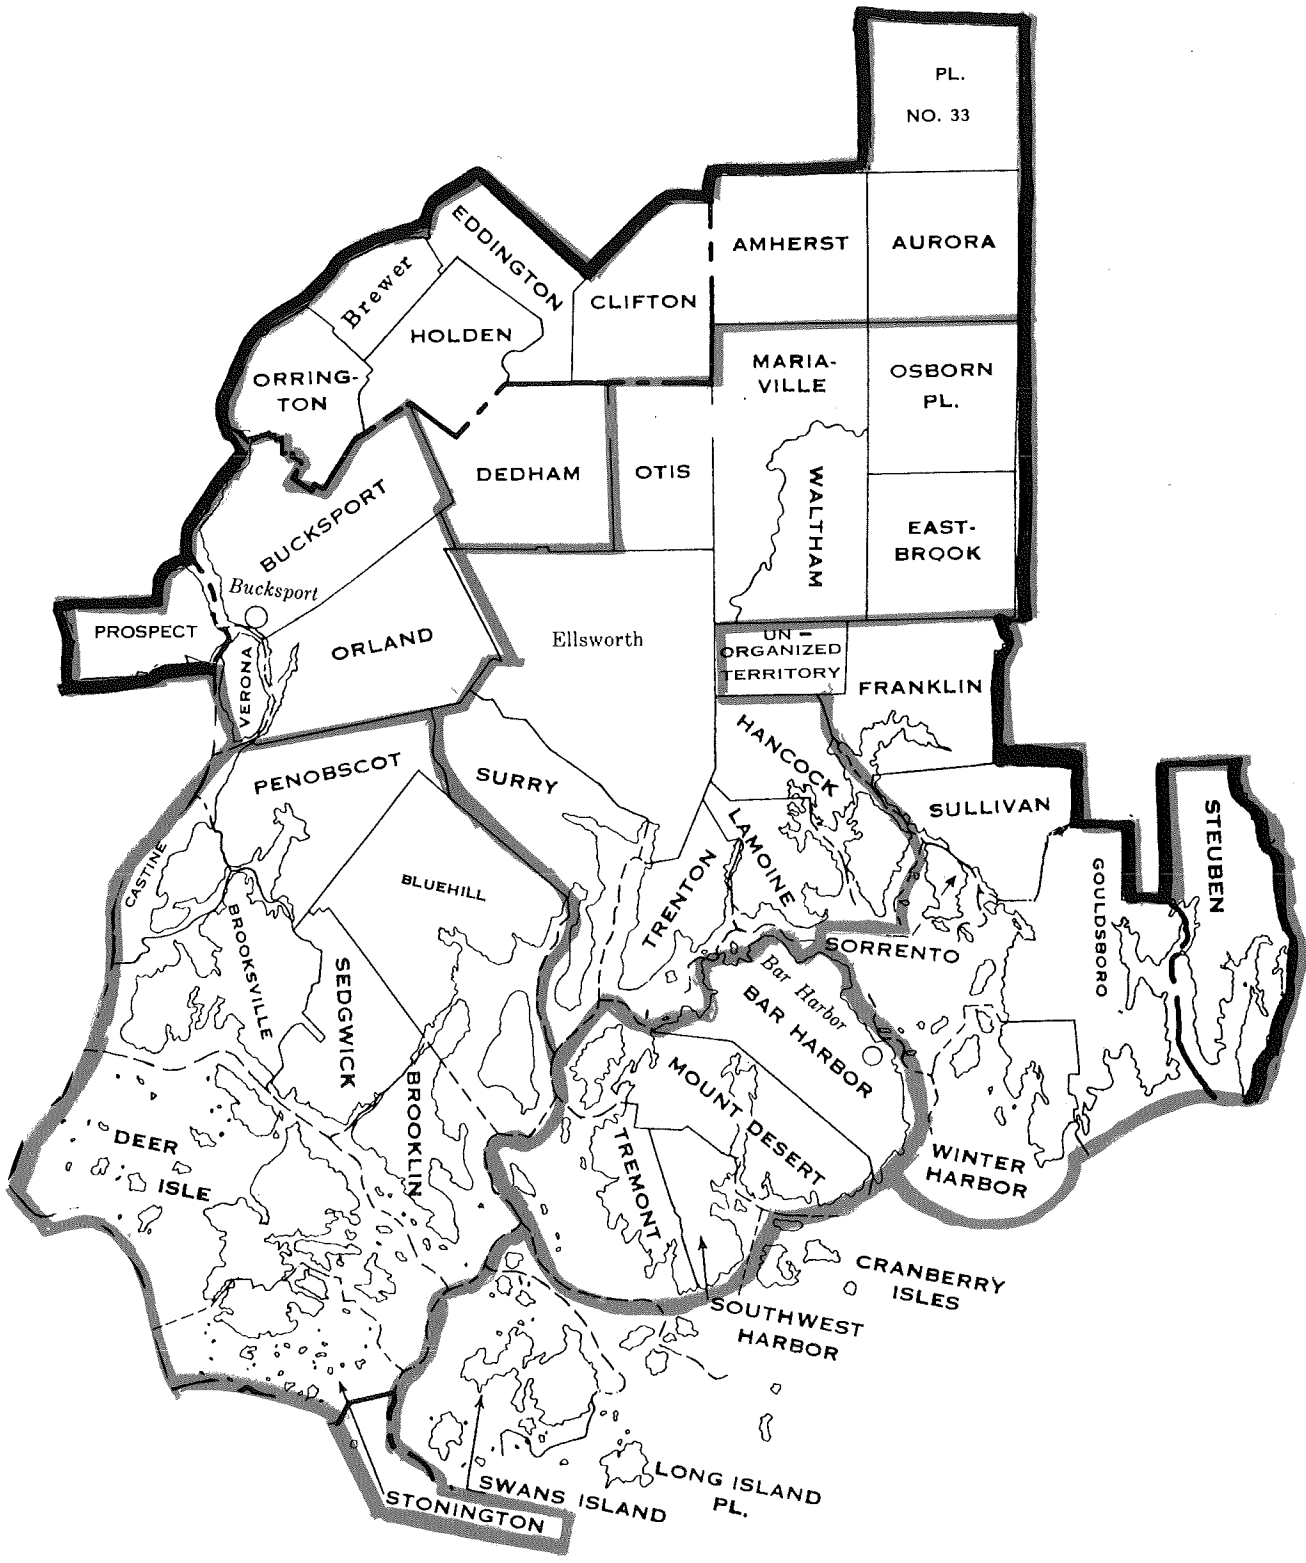 PL.
NO. 33
EDDINGTON
AMHERST
AURORA
Brewer
CLIFTON
HOLDEN
ORRING-
TON
MARIA-
VILLE
OSBORN
PL.
DEDHAM
OTIS
WALTHAM
BUCKSPORT
EAST-
BROOK
Bucksport
PROSPECT
ORLAND
Ellsworth
UN-
ORGANIZED
TERRITORY
VERONA
FRANKLIN
HANCOCK
PENOBSCOT
SURRY
SULLIVAN
STEUBEN
LAMOINE
CASTINE
BLUEHILL
TRENTON
GOULDSBORO
BROOKSVILLE
SEDGWICK
SORRENTO
Bar Harbor
BAR HARBOR
MOUNT
DESERT
BROOKLIN
DEER
ISLE
TREMONT
WINTER
HARBOR
CRANBERRY
ISLES
SOUTHWEST
HARBOR
LONG ISLAND
PL.
SWANS ISLAND
STONINGTON